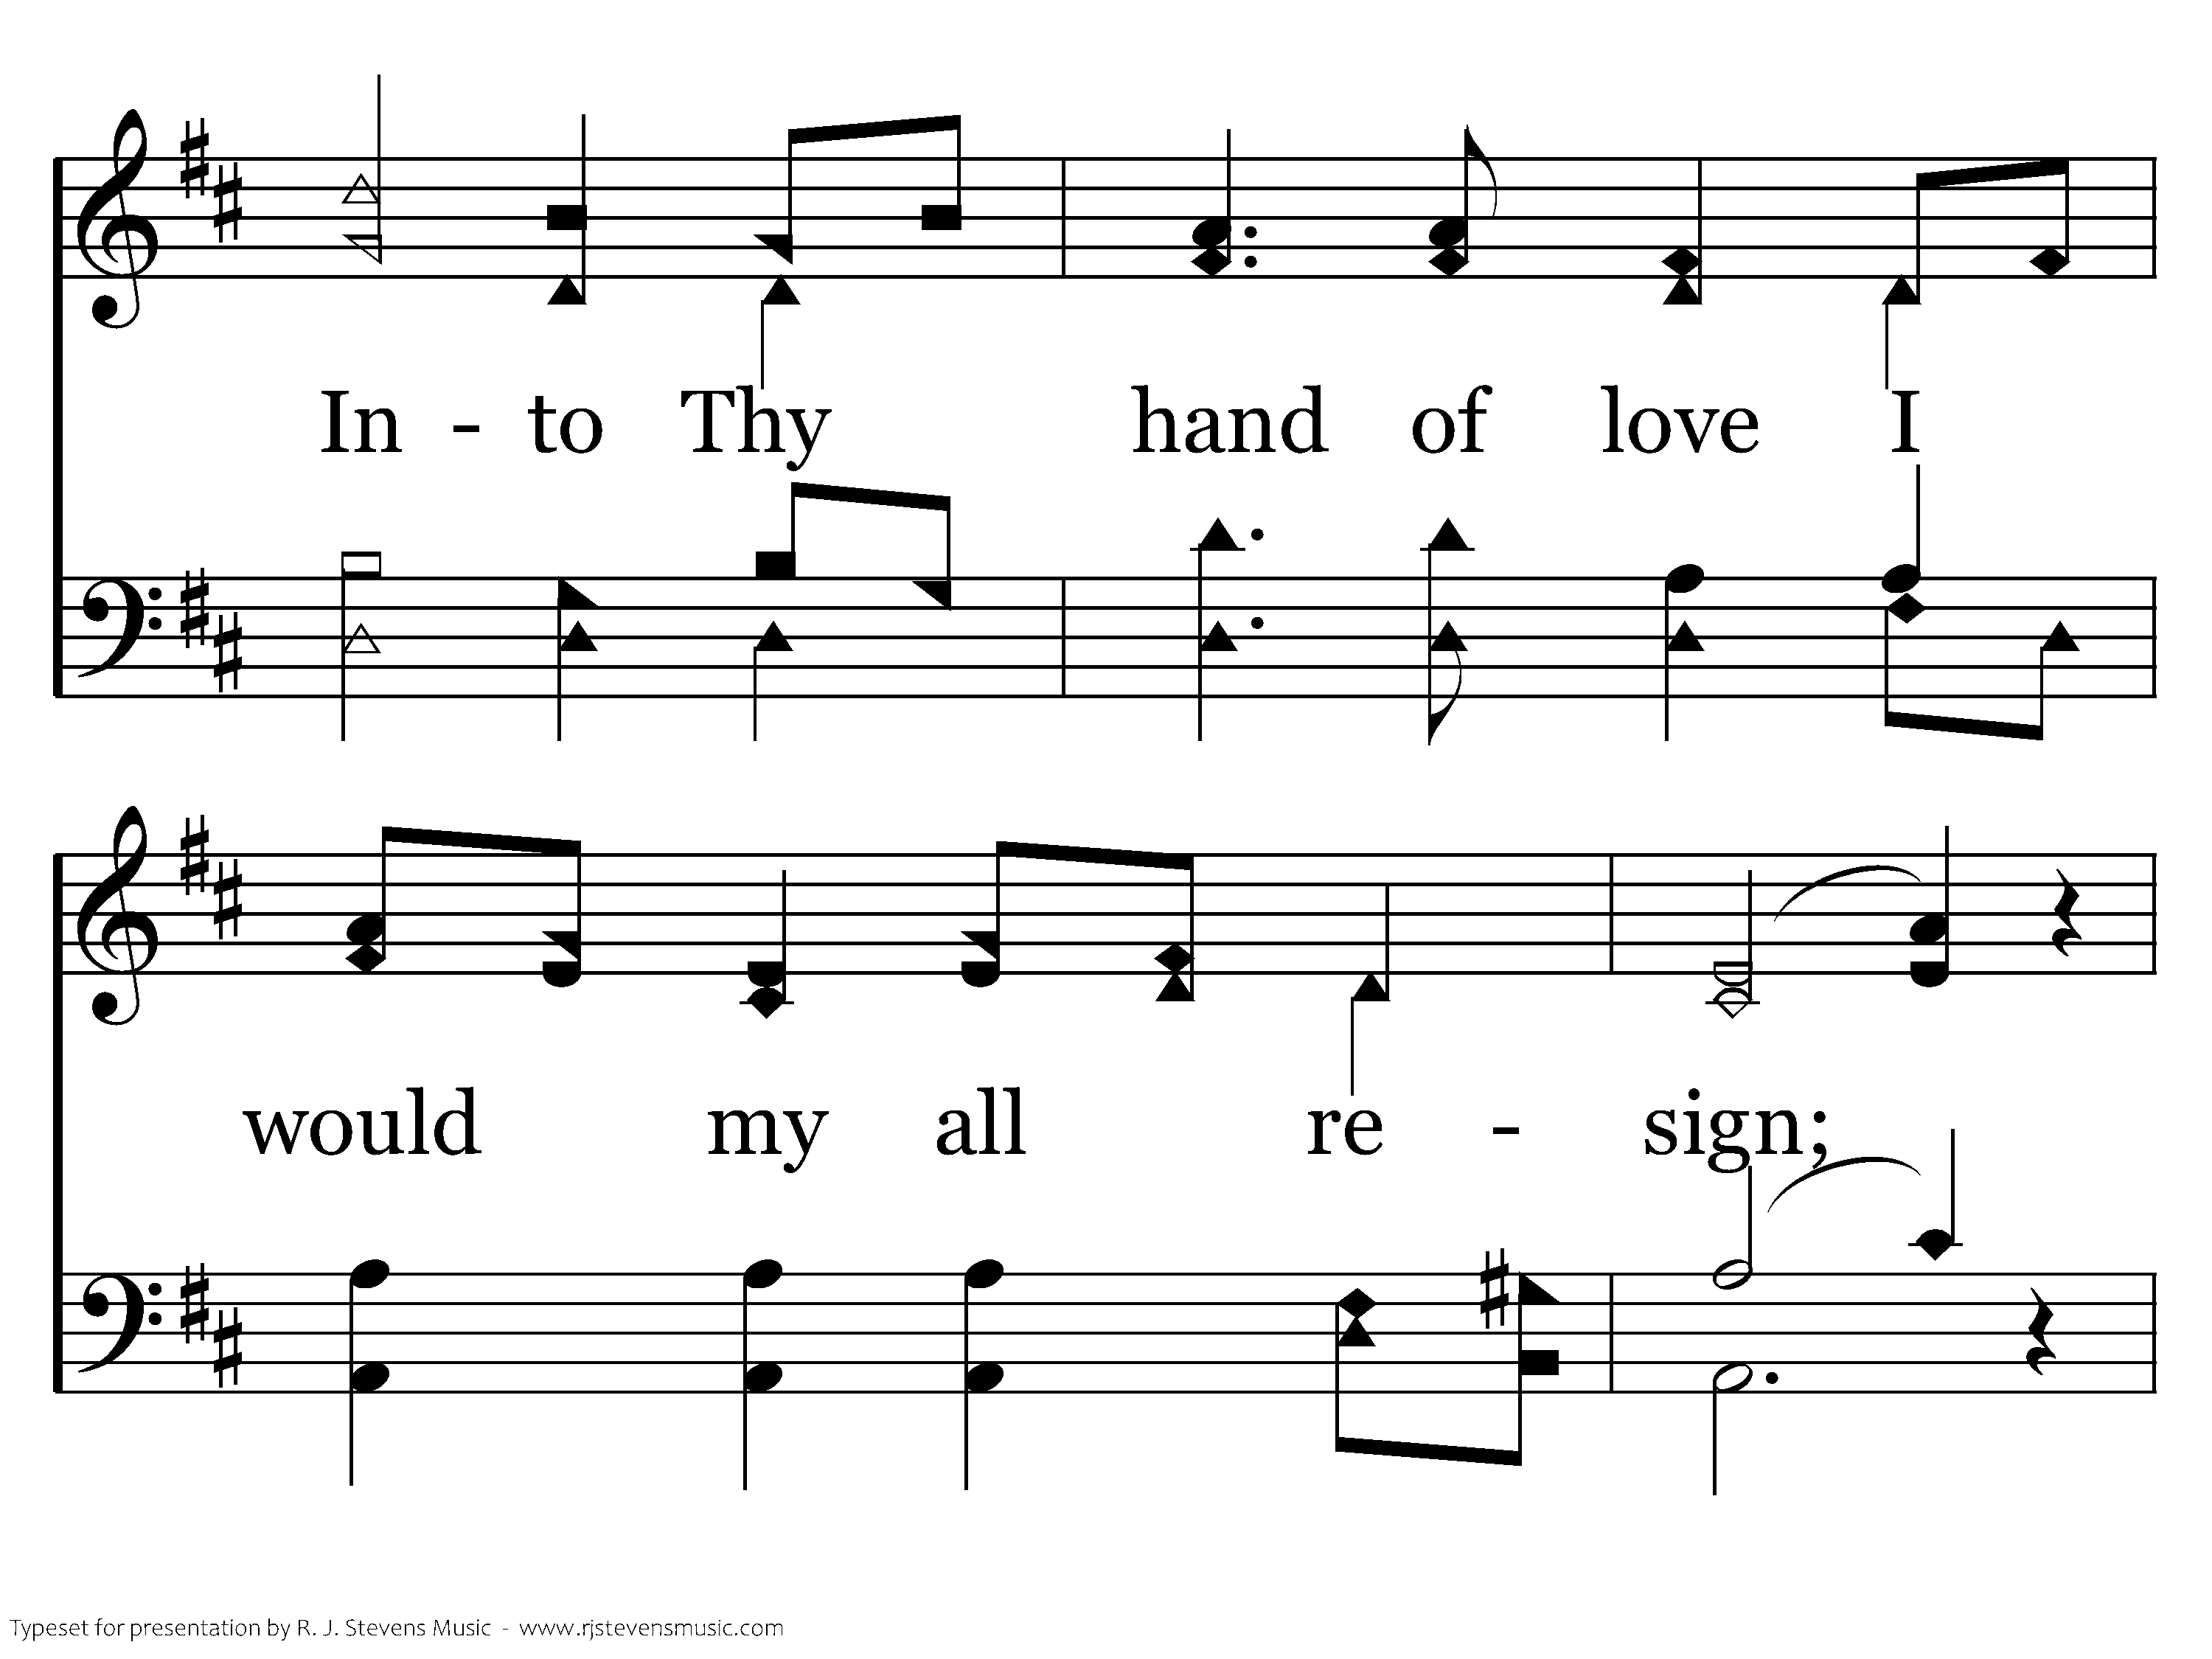 In - to Thy hand of love I
would my all re - sign;
Typeset for presentation by R. J. Stevens Music - www.rjstevensmusic.com